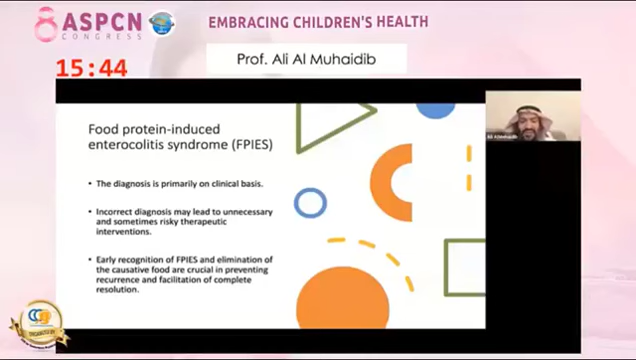 ASPCN
CONGRESS
EMBRACING CHILDREN'S HEALTH
15:44
Prof. Ali Al Muhaidib
Food protein-induced
enterocolitis syndrome (FPIES)
• The diagnosis is primarily on clinical basis.
• Incorrect diagnosis may lead to unnecessary
and sometimes risky therapeutic
interventions.
• Early recognition of FPIES and elimination of
the causative food are crucial in preventing
recurrence and facilitation of complete
resolution.